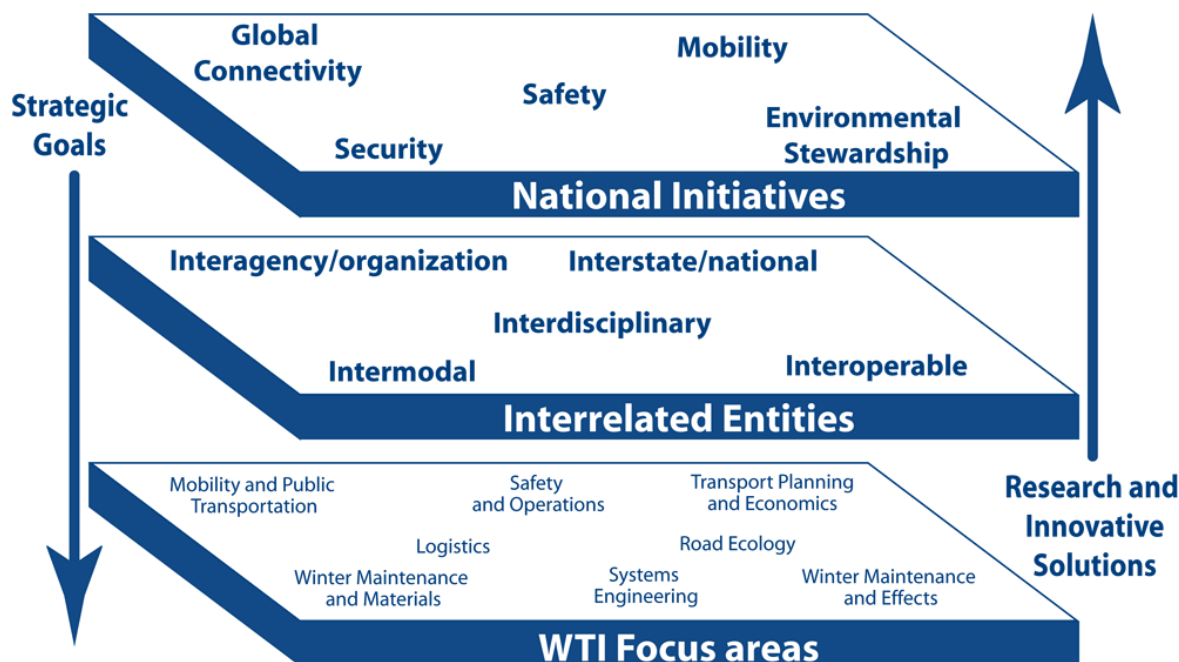 Global
Connectivity
Mobility
Safety
Environmental
Stewardship
Security
National Initiatives
Strategic
Goals
Interagency/organization
Interstate/national
Interdisciplinary
Intermodal
Interoperable
Interrelated Entities
Mobility and Public
Transportation
Safety
and Operations
Transport Planning
and Economics
Logistics
Road Ecology
Winter Maintenance
and Materials
Systems
Engineering
Winter Maintenance
and Effects
WTI Focus areas
Research and
Innovative
Solutions